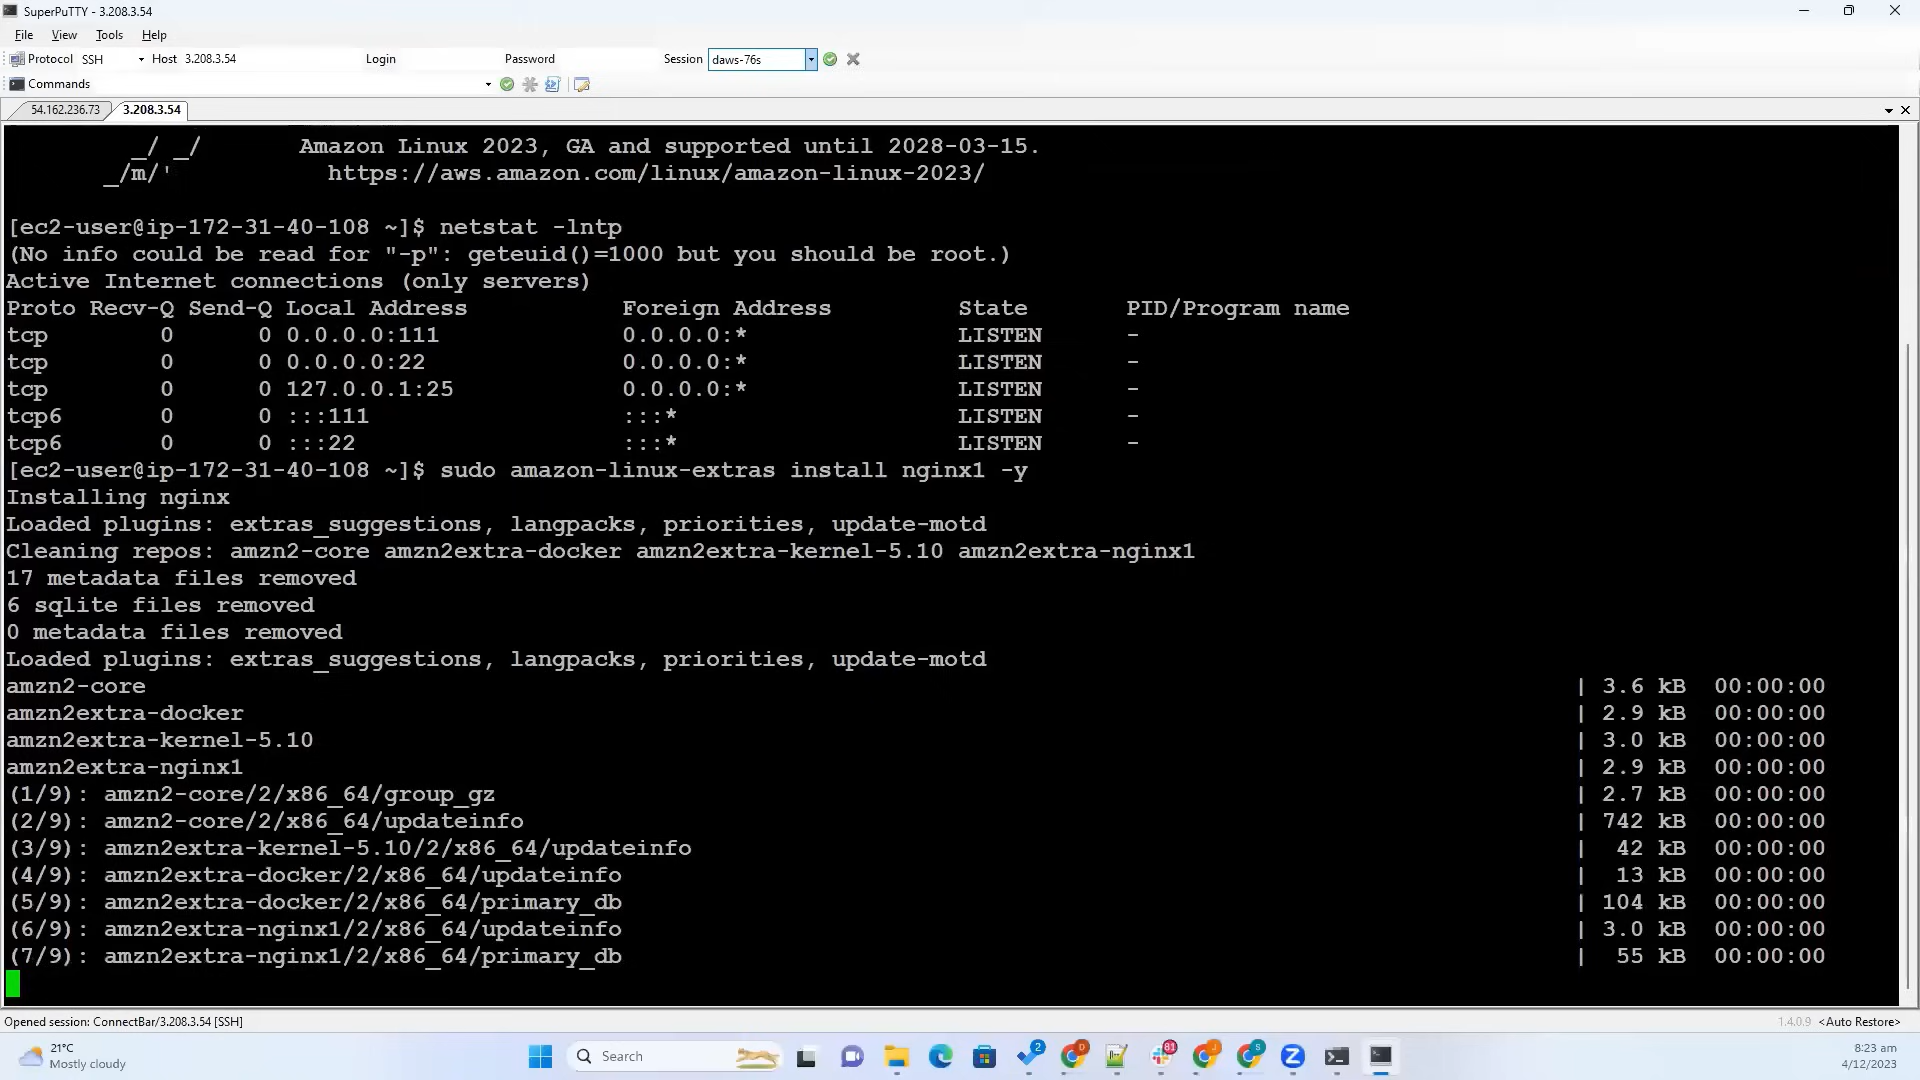 SuperPuTTY - 3.208.3.54
File View Tools Help
Protocol SSH Host 3.208.3.54 Login Password Session daws-76s
Commands
54.162.236.73 3.208.3.54
_/ _/ Amazon Linux 2023, GA and supported until 2028-03-15.
_/m/' https://aws.amazon.com/linux/amazon-linux-2023/
[ec2-user@ip-172-31-40-108 ~]$ netstat -lntp
(No info could be read for "-p": geteuid()=1000 but you should be root.)
Active Internet connections (only servers)
Proto Recv-Q Send-Q Local Address Foreign Address State PID/Program name
tcp 0 0 0.0.0.0:111 0.0.0.0:* LISTEN -
tcp 0 0 0.0.0.0:22 0.0.0.0:* LISTEN -
tcp 0 0 127.0.0.1:25 0.0.0.0:* LISTEN -
tcp6 0 0 :::111 :::* LISTEN -
tcp6 0 0 :::22 :::* LISTEN -
[ec2-user@ip-172-31-40-108 ~]$ sudo amazon-linux-extras install nginx1 -y
Installing nginx
Loaded plugins: extras_suggestions, langpacks, priorities, update-motd
Cleaning repos: amzn2-core amzn2extra-docker amzn2extra-kernel-5.10 amzn2extra-nginx1
17 metadata files removed
6 sqlite files removed
0 metadata files removed
Loaded plugins: extras_suggestions, langpacks, priorities, update-motd
amzn2-core | 3.6 kB 00:00:00
amzn2extra-docker | 2.9 kB 00:00:00
amzn2extra-kernel-5.10 | 3.0 kB 00:00:00
amzn2extra-nginx1 | 2.9 kB 00:00:00
(1/9): amzn2-core/2/x86_64/group_gz | 2.7 kB 00:00:00
(2/9): amzn2-core/2/x86_64/updateinfo | 742 kB 00:00:00
(3/9): amzn2extra-kernel-5.10/2/x86_64/updateinfo | 42 kB 00:00:00
(4/9): amzn2extra-docker/2/x86_64/updateinfo | 13 kB 00:00:00
(5/9): amzn2extra-docker/2/x86_64/primary_db | 104 kB 00:00:00
(6/9): amzn2extra-nginx1/2/x86_64/updateinfo | 3.0 kB 00:00:00
(7/9): amzn2extra-nginx1/2/x86_64/primary_db | 55 kB 00:00:00
Opened session: ConnectBar/3.208.3.54 [SSH] 1.4.0.9 <Auto Restore>
21°C
Mostly cloudy
Search
2
D
81
J
S
8:23 am
4/12/2023